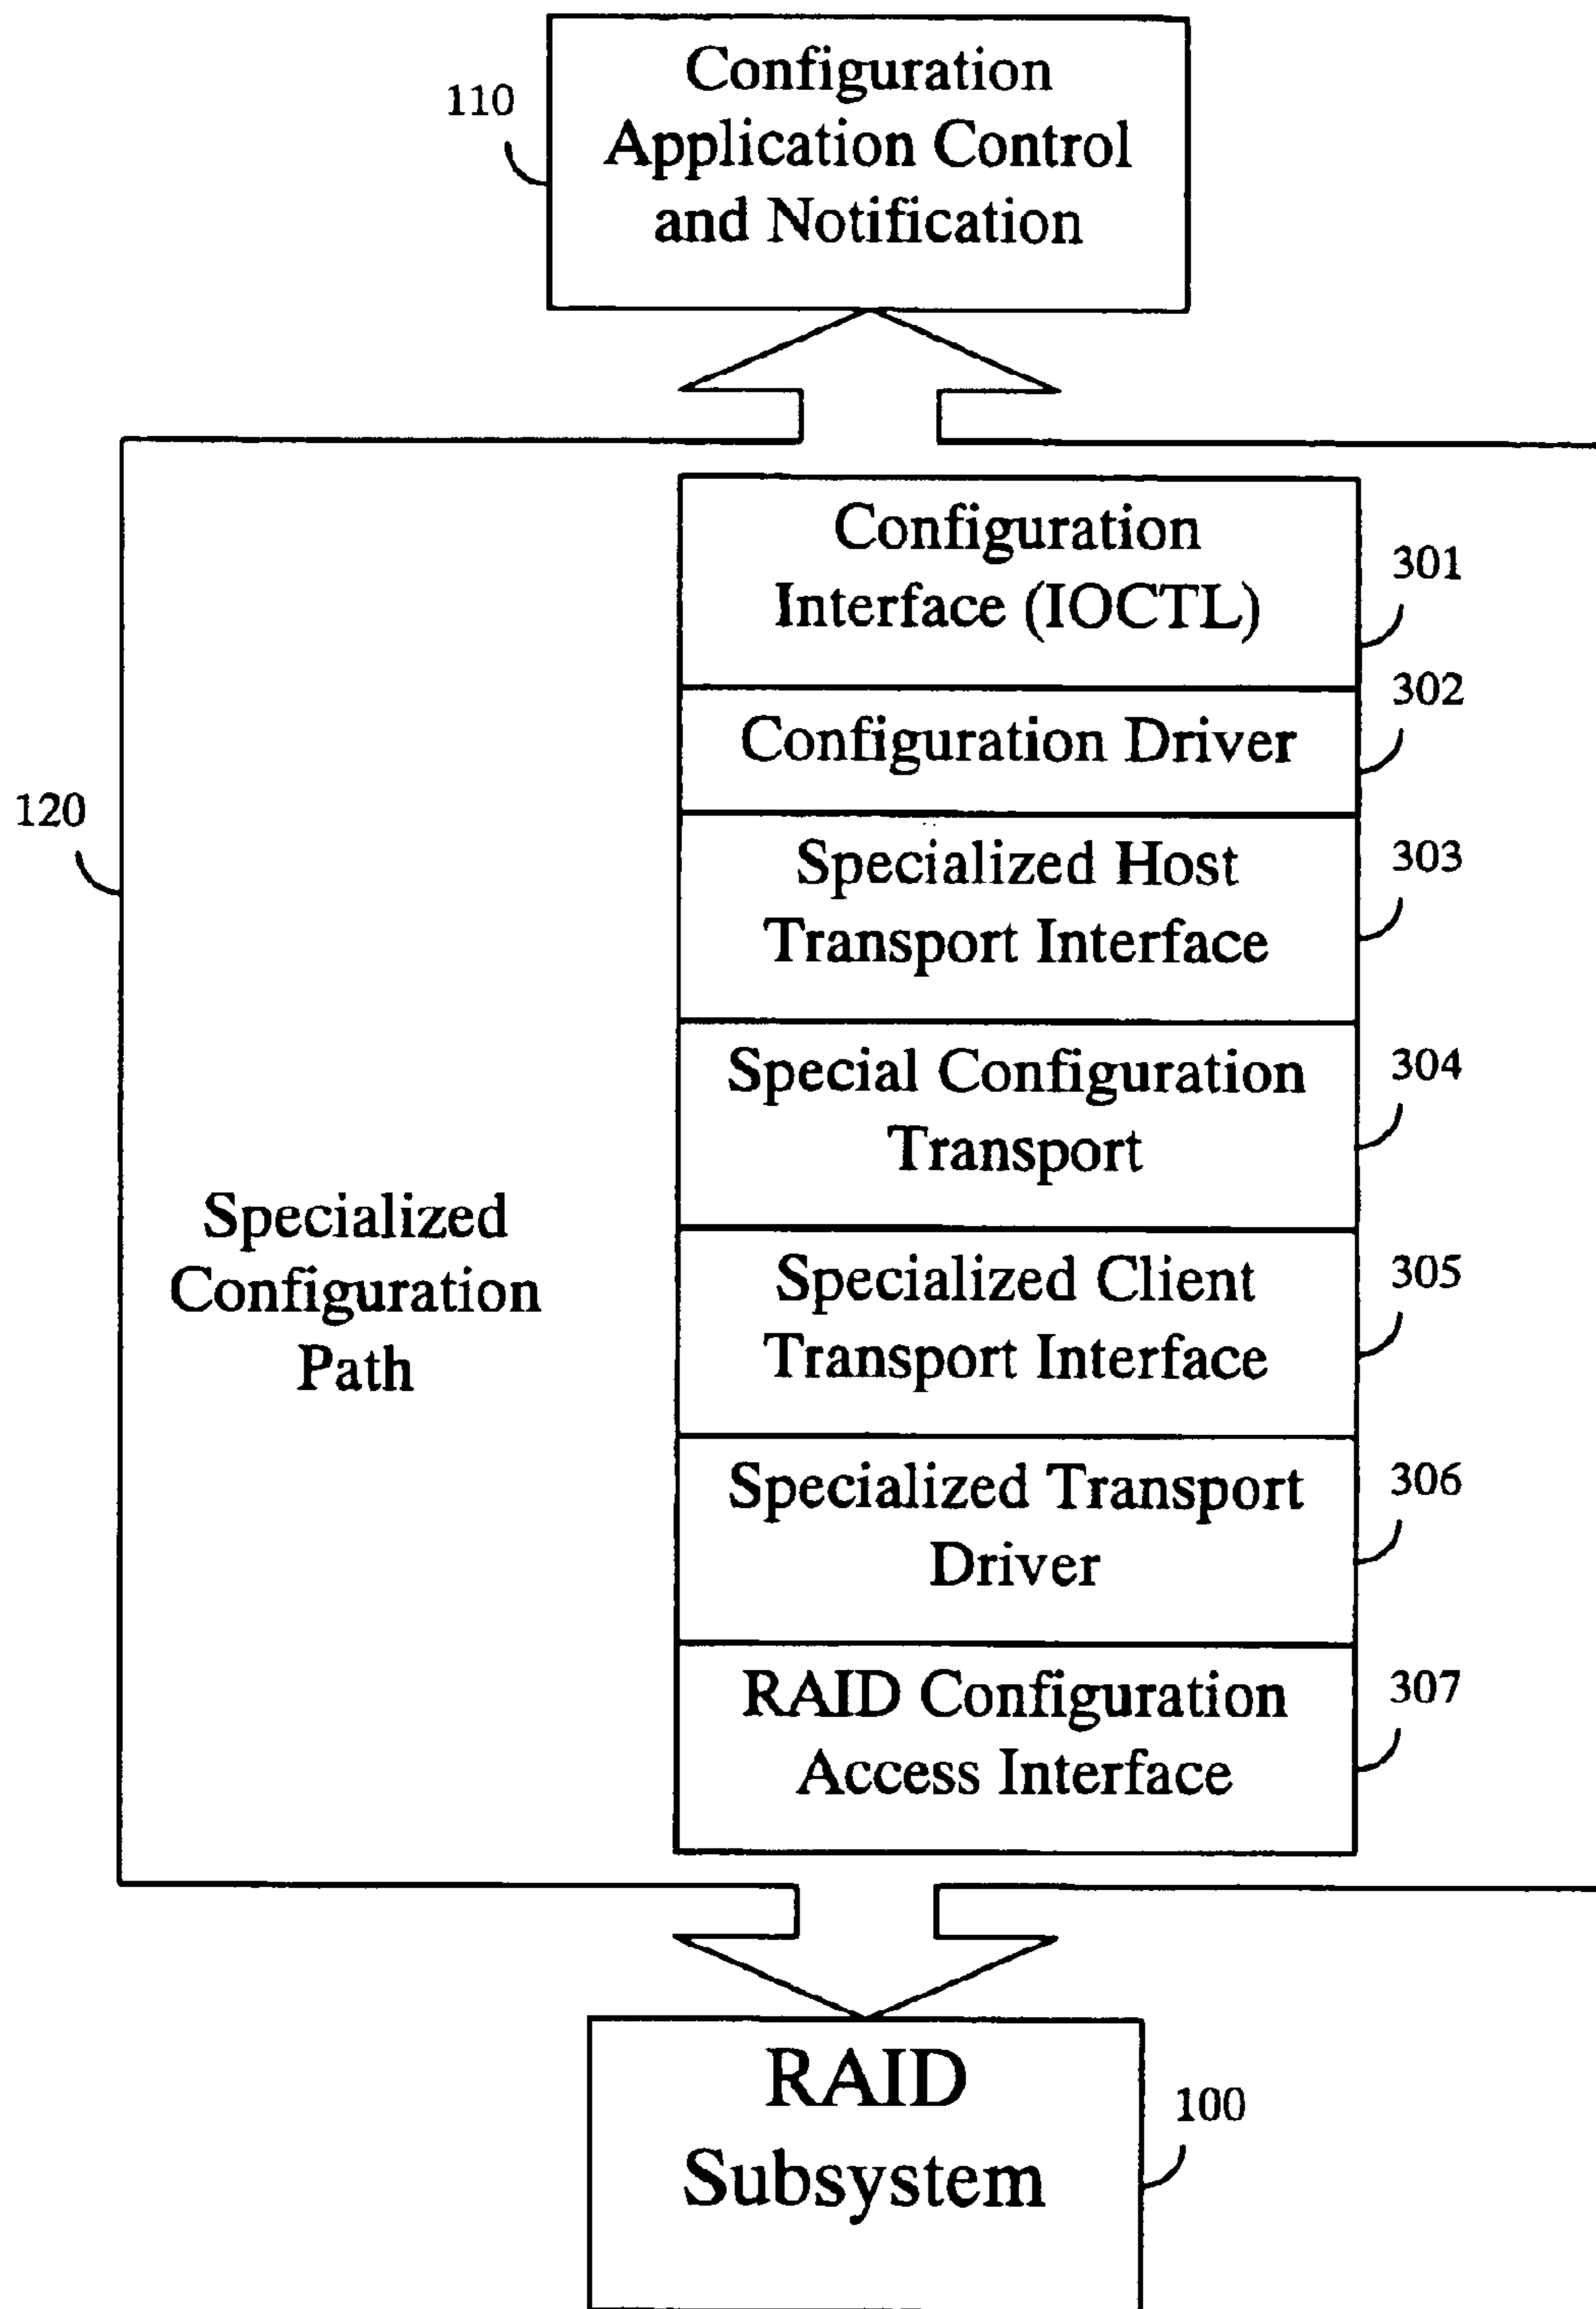 110
Configuration
Application Control
and Notification
Configuration
Interface (IOCTL)
301
302
Configuration Driver
120
Specialized Host
Transport Interface
303
Special Configuration
Transport
304
Specialized
Configuration
Path
Specialized Client
Transport Interface
305
Specialized Transport
Driver
306
RAID Configuration
Access Interface
307
RAID
Subsystem
100